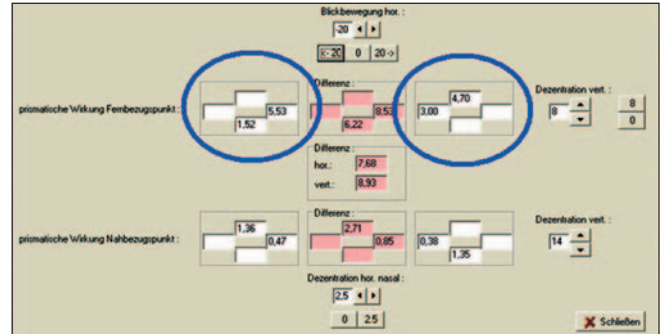 Blickbewegung hor. :
-20
<- 20 0 20 ->
Differenz : Dezentration vert. :
4,70
prismatische Wirkung Fernbezugspunkt : 5,53 8,53 3,00 8 8
1,52 6,22 0
Differenz :
hor.: 7,68
vert.: 8,93
Differenz : Dezentration vert. :
1,36 2,71
prismatische Wirkung Nahbezugspunkt : 0,47 0,85 0,38 14
1,35
Dezentration hor. nasal :
2.5
0 2.5
Schließen